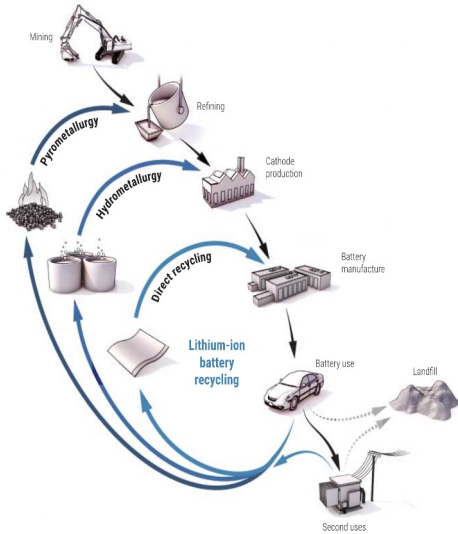 Mining
Refining
Pyrometallurgy
Cathode
production
Hydrometallurgy
Battery
manufacture
Direct recycling
Lithium-ion
battery
recycling
Battery use
Landfill
Second uses